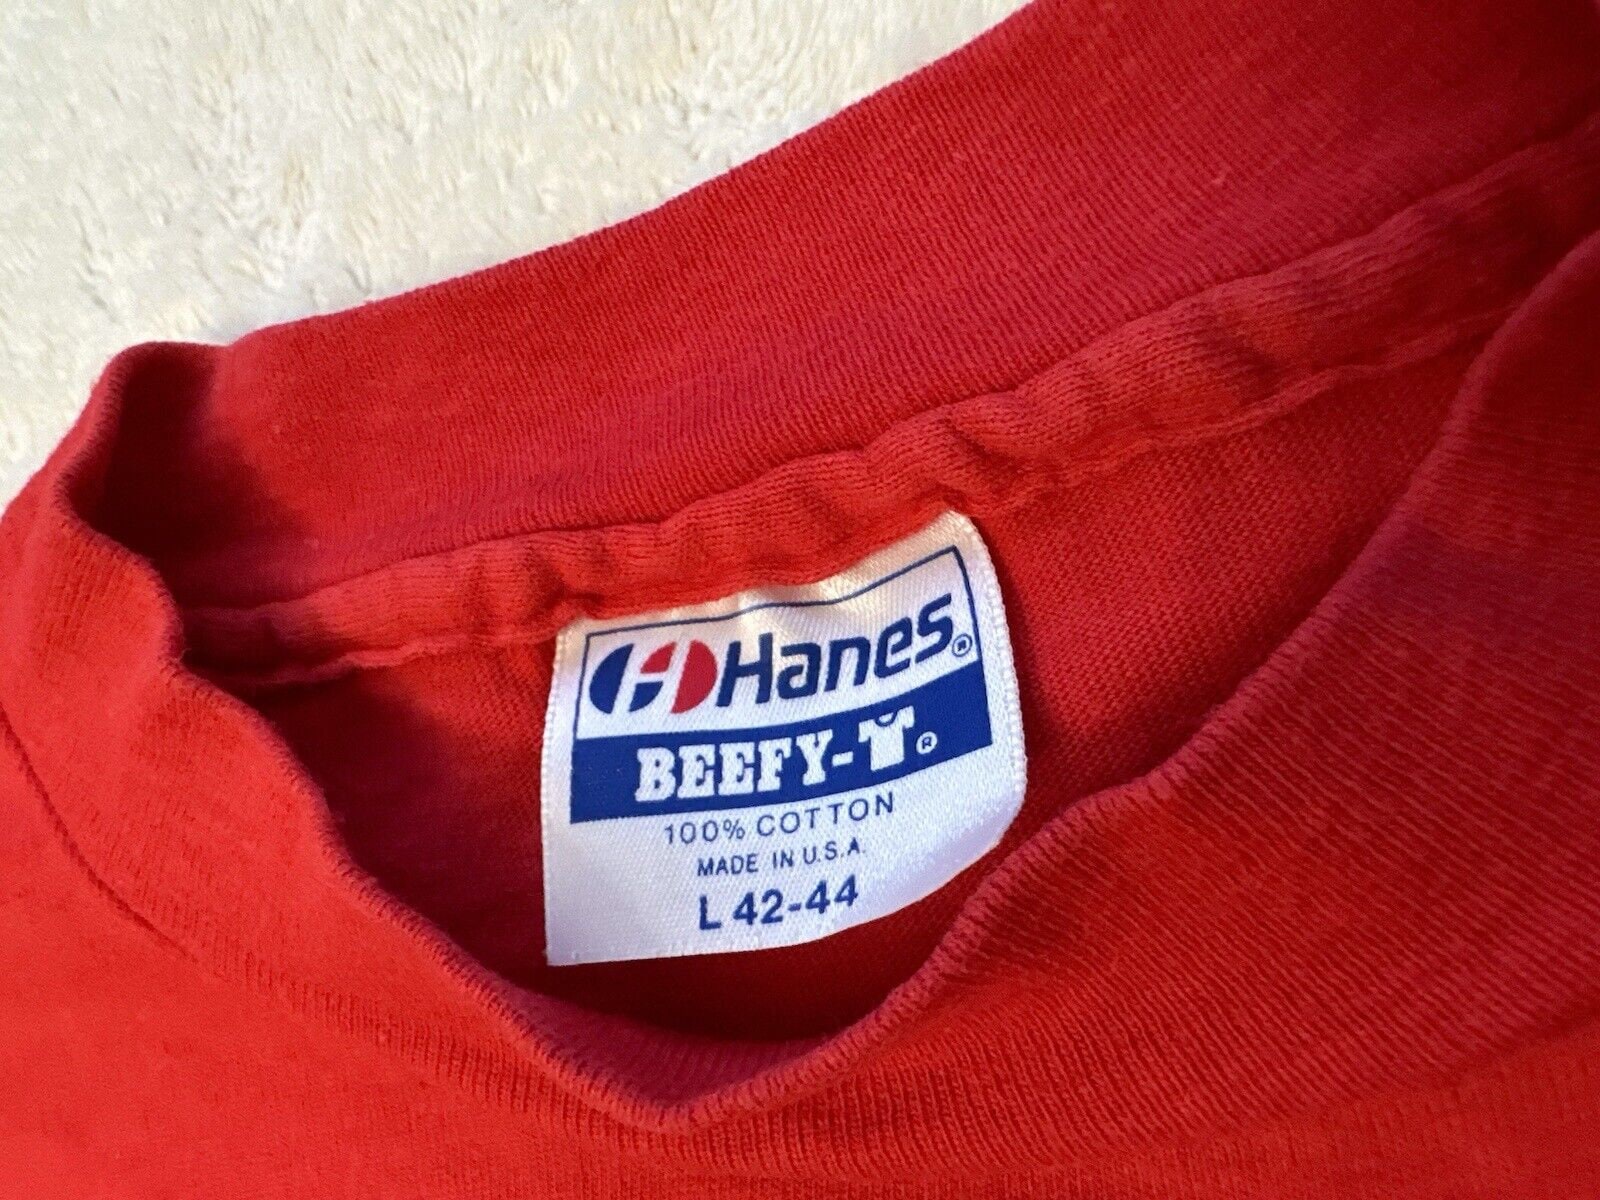 Hanes®
BEEFY-T®
100% COTTON
MADE IN U.S.A.
L 42-44